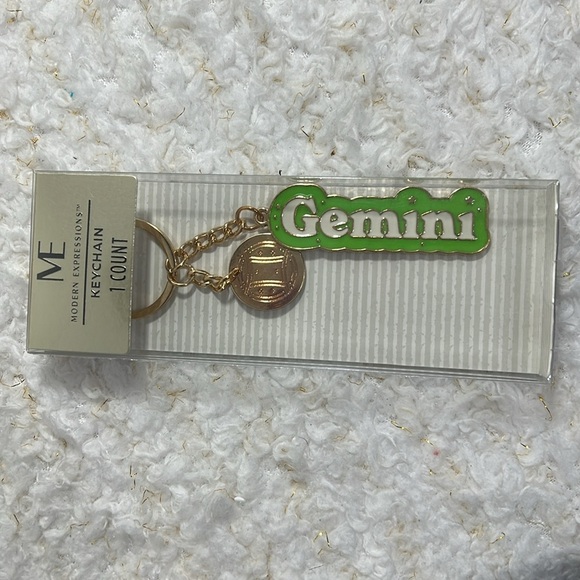 ME
MODERN EXPRESSIONS™
KEYCHAIN
1 COUNT
Gemini